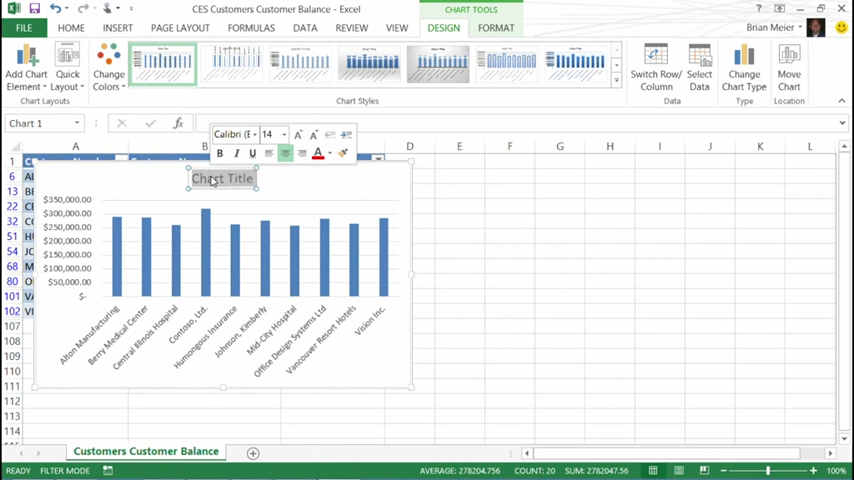 CES Customers Customer Balance - Excel
CHART TOOLS
FILE HOME INSERT PAGE LAYOUT FORMULAS DATA REVIEW VIEW DESIGN FORMAT
Brian Meier
Add Chart Element
Quick Layout
Change Colors
Switch Row/ Column
Select Data
Change Chart Type
Move Chart
Chart Layouts
Chart Styles
Data
Type
Location
Chart 1
fx
Calibri (E
14
B I U A
A B C D E F G H I J K L
1
6
13
22
32
51
54
68
80
101
102
107
108
109
110
111
112
113
114
Chart Title
$350,000.00
$300,000.00
$250,000.00
$200,000.00
$150,000.00
$100,000.00
$50,000.00
$-
Alton Manufacturing
Berry Medical Center
Central Illinois Hospital
Contoso, Ltd.
Humongous Insurance
Johnson, Kimberly
Mid-City Hospital
Office Design Systems Ltd
Vancouver Resort Hotels
Vision Inc.
Customers Customer Balance
READY FILTER MODE AVERAGE: 278204.756 COUNT: 20 SUM: 2782047.56 100%